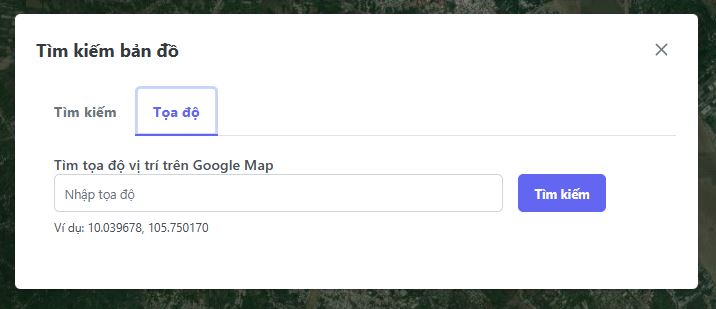 Tìm kiếm bản đồ
Tìm kiếm
Tọa độ
Tìm tọa độ vị trí trên Google Map
Nhập tọa độ
Tìm kiếm
Ví dụ: 10.039678, 105.750170